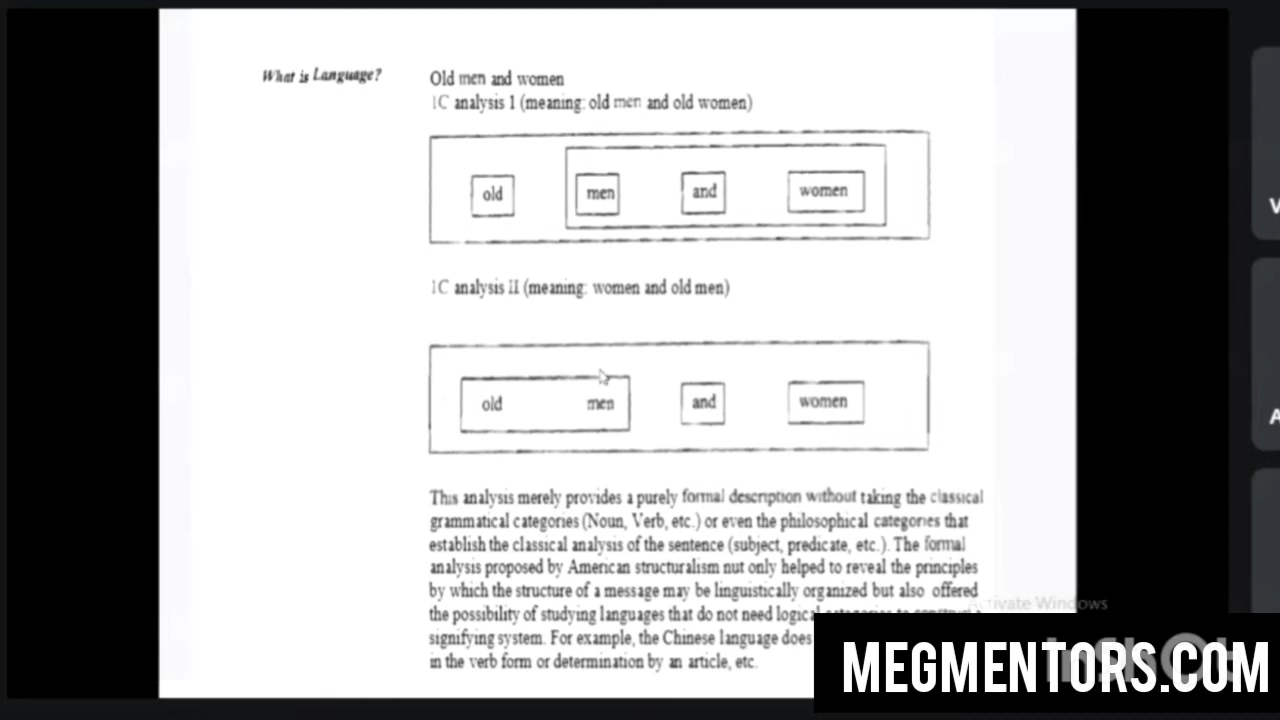 What is Language?
Old men and women
IC analysis I (meaning: old men and old women)
old men and women
IC analysis II (meaning: women and old men)
old men and women
This analysis merely provides a purely formal description without taking the classical
grammatical categories (Noun, Verb, etc.) or even the philosophical categories that
establish the classical analysis of the sentence (subject, predicate, etc.). The formal
analysis proposed by American structuralism nut only helped to reveal the principles
by which the structure of a message may be linguistically organized but also offered
the possibility of studying languages that do not need logical
signifying system. For example, the Chinese language does
in the verb form or determination by an article, etc.
Activate Windows
MEGMENTORS.COM
V
A